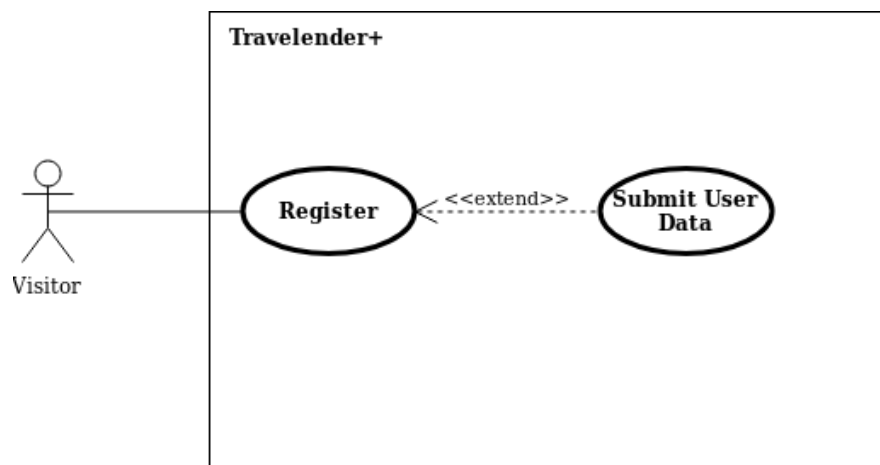 Travelender+
Register
<<extend>>
Submit User
Data
Visitor